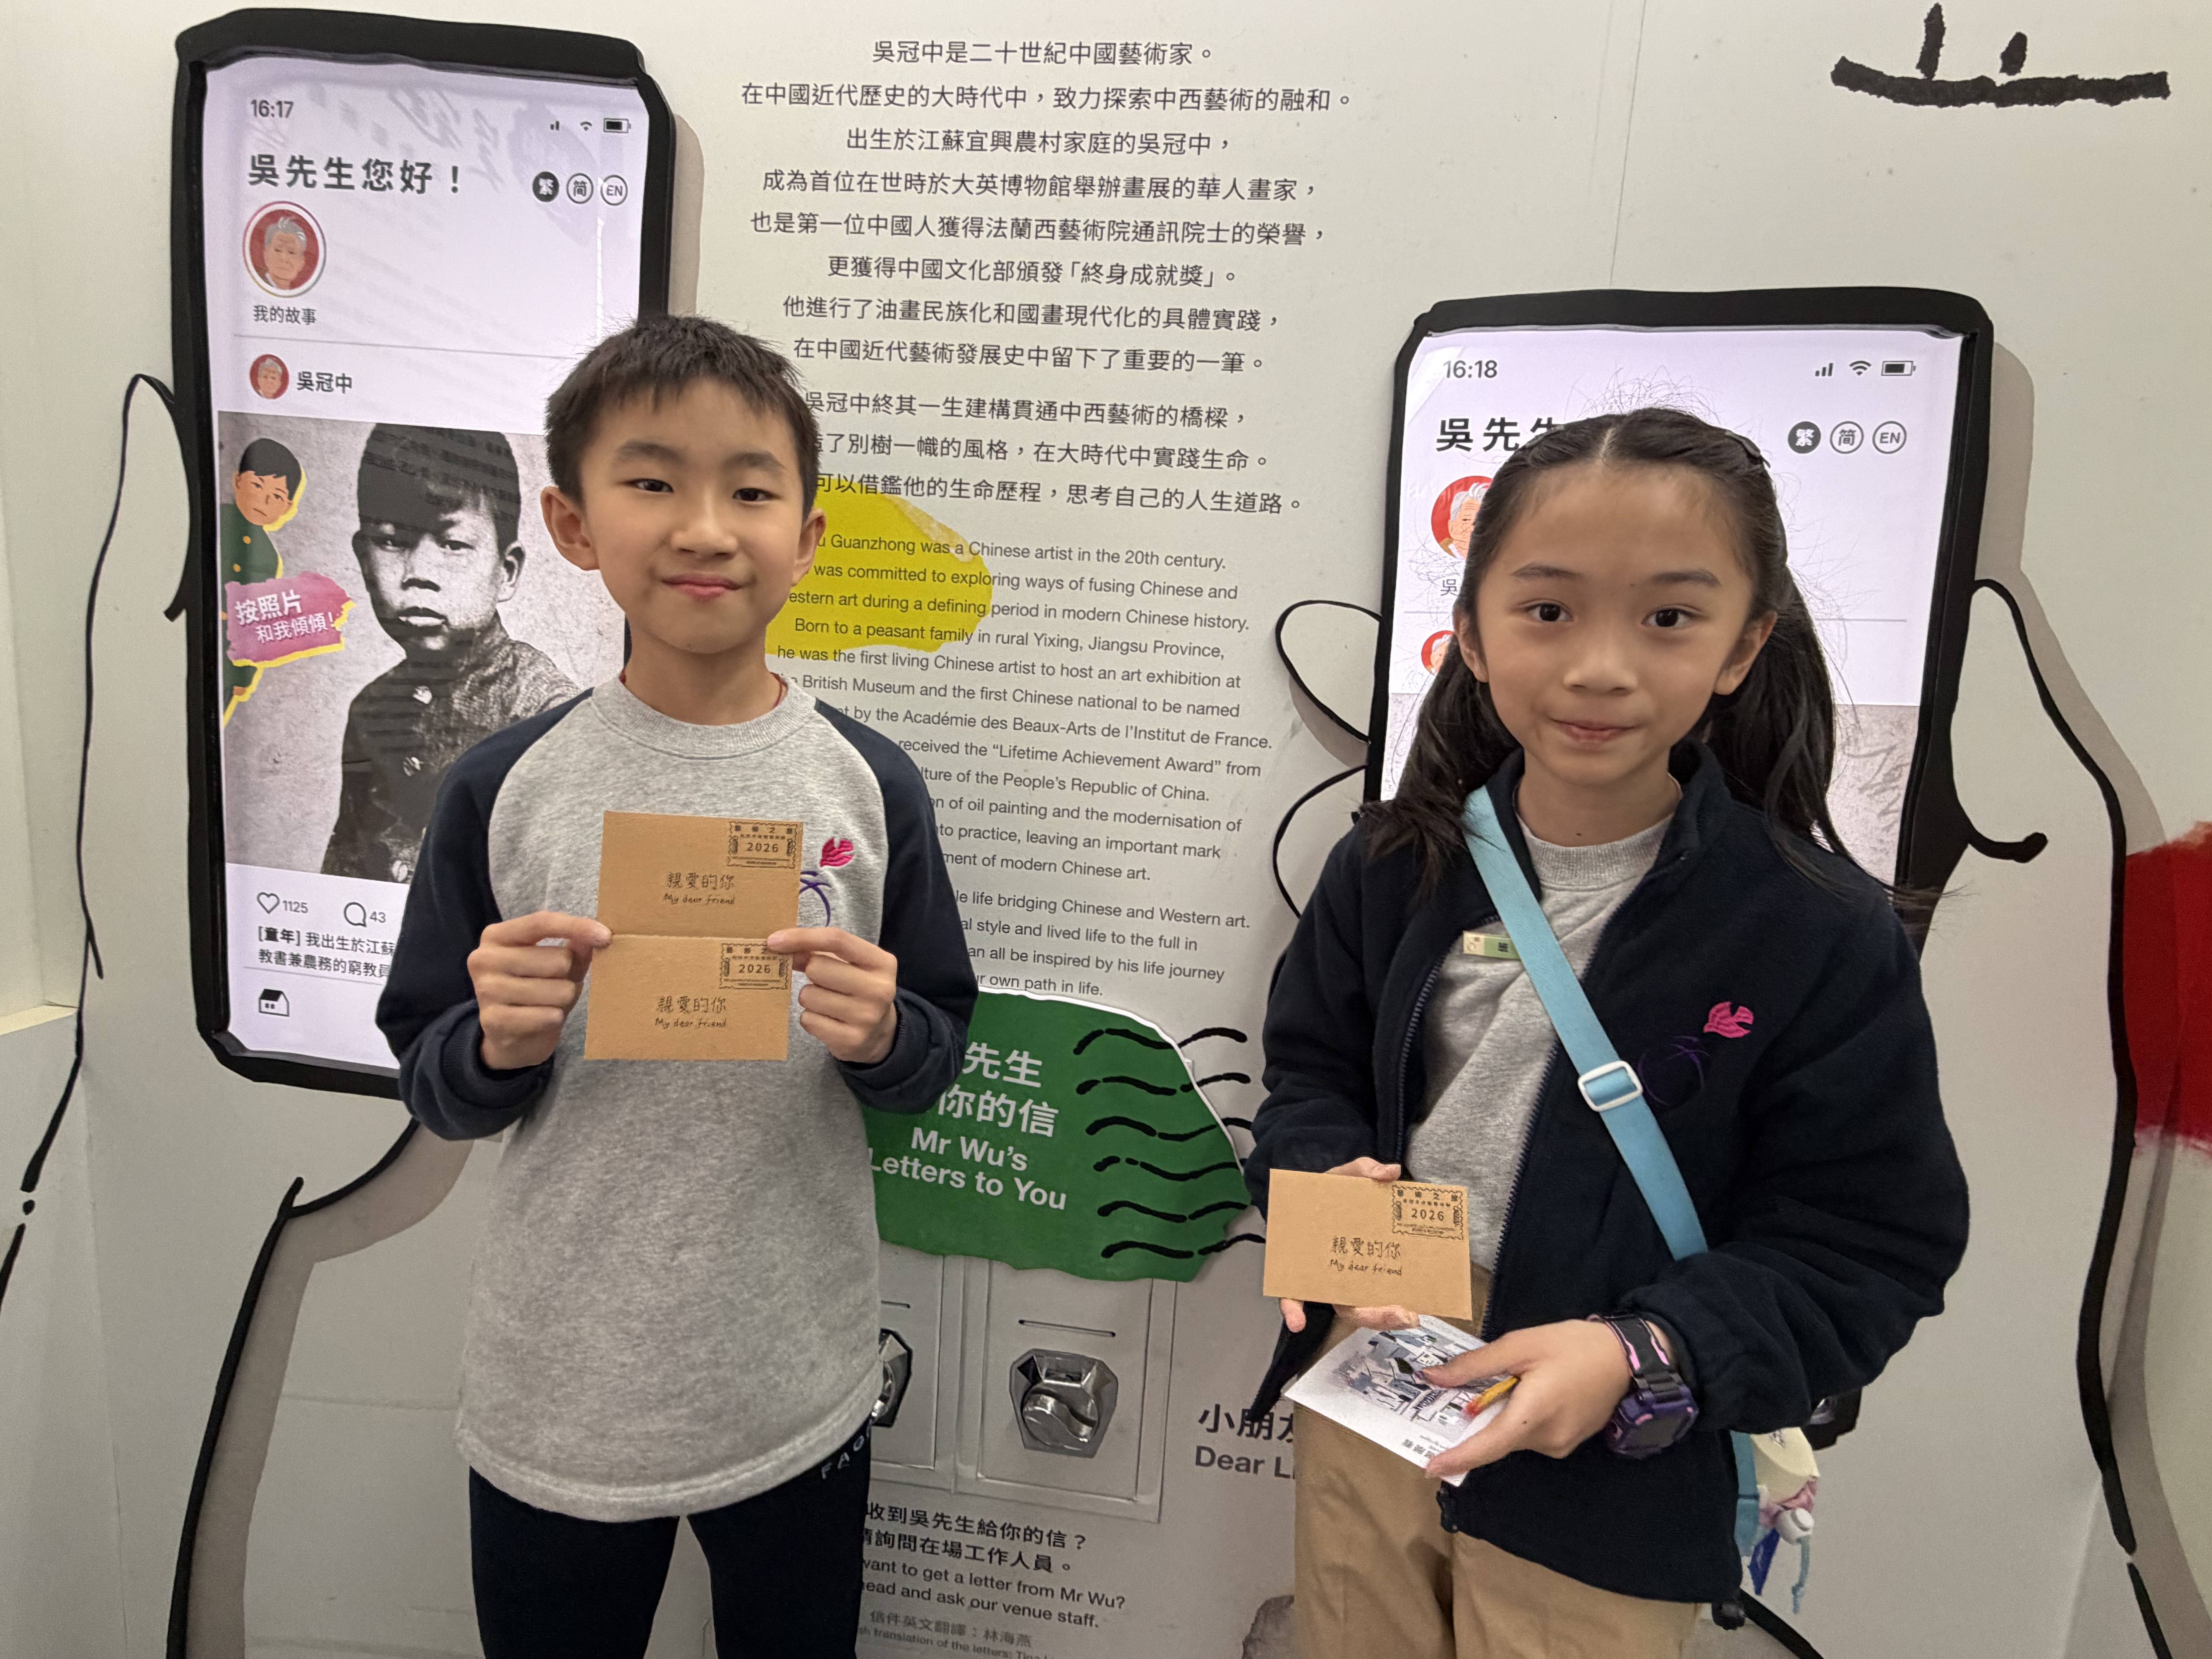 16:17
吳先生您好！
繁 简 EN
我的故事
吳冠中
按照片
和我傾傾！
1125 43
[童年] 我出生於江蘇
教書兼農務的窮教員
吳冠中是二十世紀中國藝術家。
在中國近代歷史的大時代中，致力探索中西藝術的融和。
出生於江蘇宜興農村家庭的吳冠中，
成為首位在世時於大英博物館舉辦畫展的華人畫家，
也是第一位中國人獲得法蘭西藝術院通訊院士的榮譽，
更獲得中國文化部頒發「終身成就獎」。
他進行了油畫民族化和國畫現代化的具體實踐，
在中國近代藝術發展史中留下了重要的一筆。
吳冠中終其一生建構貫通中西藝術的橋樑，
了別樹一幟的風格，在大時代中實踐生命。
可以借鑑他的生命歷程，思考自己的人生道路。
Guanzhong was a Chinese artist in the 20th century.
was committed to exploring ways of fusing Chinese and
estern art during a defining period in modern Chinese history.
Born to a peasant family in rural Yixing, Jiangsu Province,
he was the first living Chinese artist to host an art exhibition at
British Museum and the first Chinese national to be named
by the Académie des Beaux-Arts de l'Institut de France.
received the "Lifetime Achievement Award" from
lture of the People's Republic of China.
on of oil painting and the modernisation of
practice, leaving an important mark
ment of modern Chinese art.
life bridging Chinese and Western art.
al style and lived life to the full in
an all be inspired by his life journey
own path in life.
16:18
吳先生
繁 简 EN
吳
2026
親愛的你
My dear friend
2026
親愛的你
My dear friend
2026
親愛的你
My dear friend
先生
你的信
Mr Wu's
Letters to You
小朋友
Dear Li
收到吳先生給你的信？
請詢問在場工作人員。
want to get a letter from Mr Wu?
ead and ask our venue staff.
信件英文翻譯：林海燕
translation of the letters: